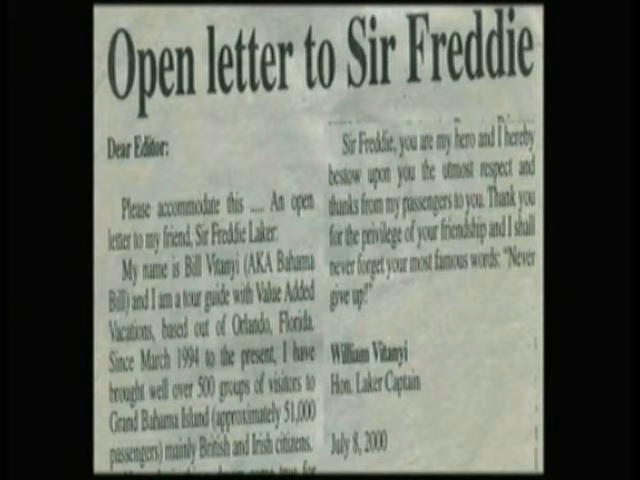 Open letter to Sir Freddie
Dear Editor:
Please accommodate this .... An open
letter to my friend, Sir Freddie Laker:
My name is Bill Vitanyi (AKA Bahama
Bill) and I am a tour guide with Value Added
Vacations, based out of Orlando, Florida.
Since March 1994 to the present, I have
brought well over 500 groups of visitors to
Grand Bahama Island (approximately 51,000
passengers) mainly British and Irish citizens.
Sir Freddie, you are my hero and I hereby
bestow upon you the utmost respect and
thanks from my passengers to you. Thank you
for the privilege of your friendship and I shall
never forget your most famous words: "Never
give up!"
William Vitanyi
Hon. Laker Captain
July 8, 2000